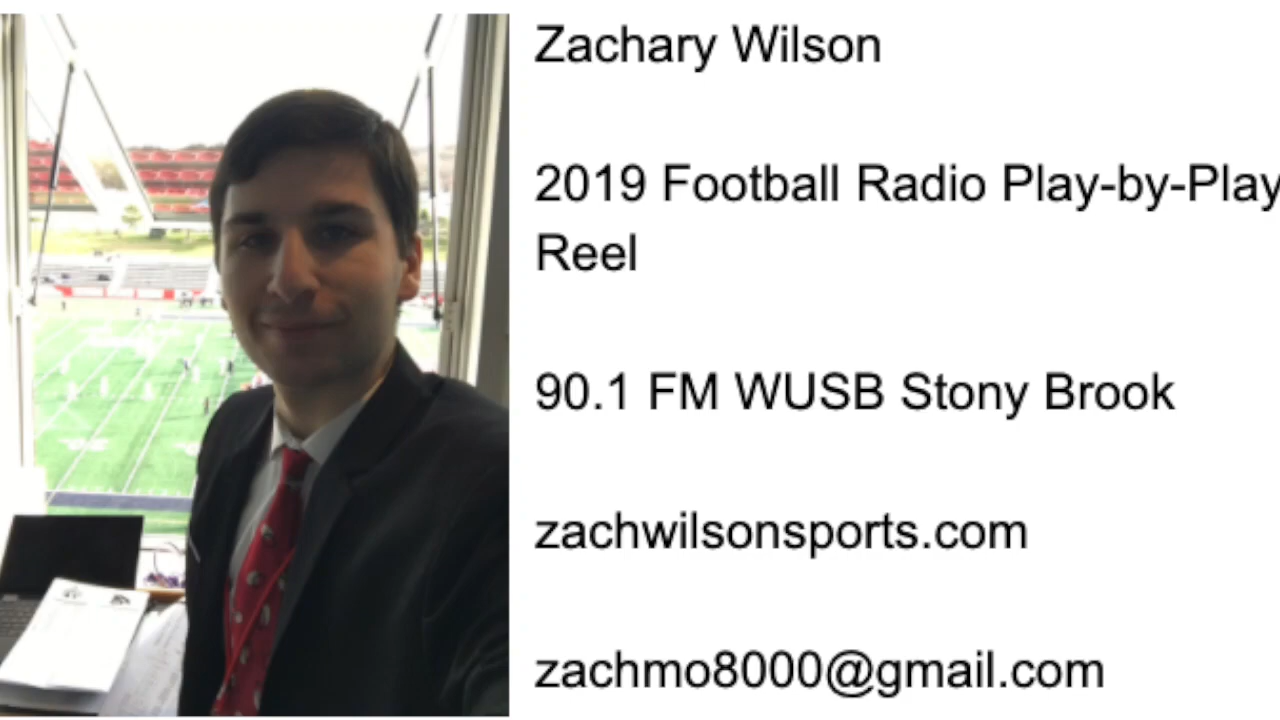 Zachary Wilson
2019 Football Radio Play-by-Play
Reel
90.1 FM WUSB Stony Brook
zachwilsonsports.com
zachmo8000@gmail.com